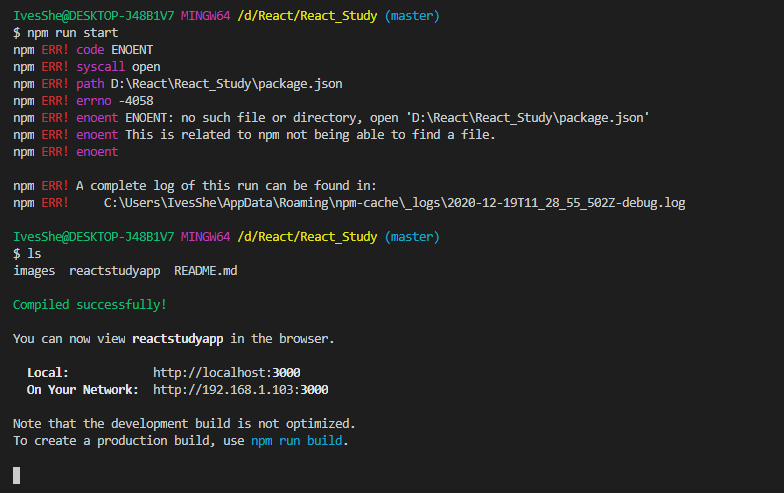 IvesShe@DESKTOP-J48B1V7 MINGW64 /d/React/React_Study (master)
$ npm run start
npm ERR! code ENOENT
npm ERR! syscall open
npm ERR! path D:\React\React_Study\package.json
npm ERR! errno -4058
npm ERR! enoent ENOENT: no such file or directory, open 'D:\React\React_Study\package.json'
npm ERR! enoent This is related to npm not being able to find a file.
npm ERR! enoent
npm ERR! A complete log of this run can be found in:
npm ERR!     C:\Users\IvesShe\AppData\Roaming\npm-cache\_logs\2020-12-19T11_28_55_502Z-debug.log
IvesShe@DESKTOP-J48B1V7 MINGW64 /d/React/React_Study (master)
$ ls
images  reactstudyapp  README.md
Compiled successfully!
You can now view reactstudyapp in the browser.
Local:            http://localhost:3000
On Your Network:  http://192.168.1.103:3000
Note that the development build is not optimized.
To create a production build, use npm run build.